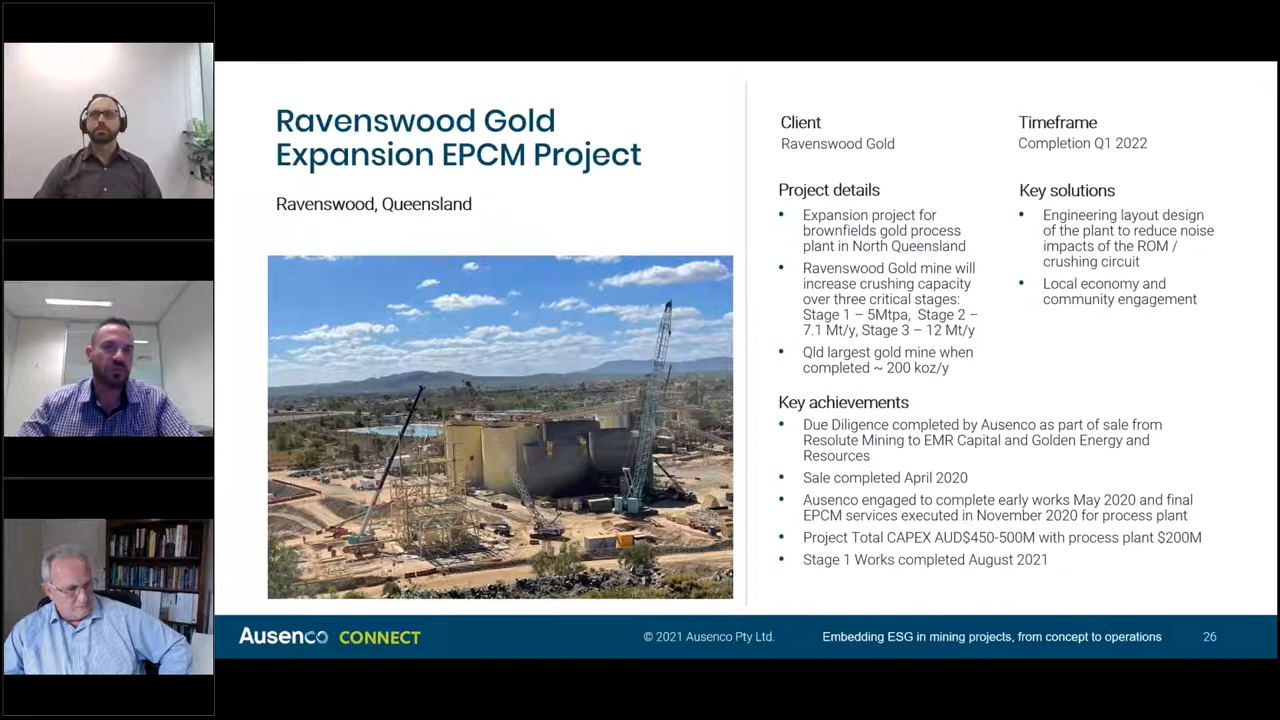 Ravenswood Gold
Expansion EPCM Project
Ravenswood, Queensland
Client
Ravenswood Gold
Timeframe
Completion Q1 2022
Project details
• Expansion project for
brownfields gold process
plant in North Queensland
• Ravenswood Gold mine will
increase crushing capacity
over three critical stages:
Stage 1 – 5Mtpa, Stage 2 –
7.1 Mt/y, Stage 3 – 12 Mt/y
• Qld largest gold mine when
completed ~ 200 koz/y
Key solutions
• Engineering layout design
of the plant to reduce noise
impacts of the ROM /
crushing circuit
• Local economy and
community engagement
Key achievements
• Due Diligence completed by Ausenco as part of sale from
Resolute Mining to EMR Capital and Golden Energy and
Resources
• Sale completed April 2020
• Ausenco engaged to complete early works May 2020 and final
EPCM services executed in November 2020 for process plant
• Project Total CAPEX AUD$450-500M with process plant $200M
• Stage 1 Works completed August 2021
Ausenco CONNECT
© 2021 Ausenco Pty Ltd.
Embedding ESG in mining projects, from concept to operations
26